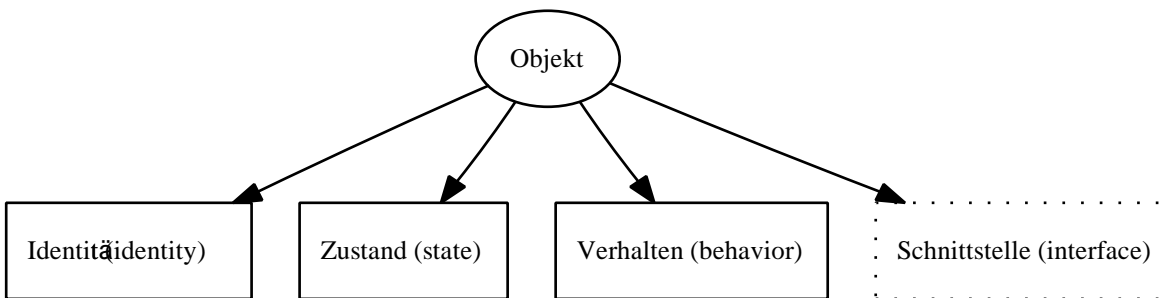 Objekt
Identität (identity)
Zustand (state)
Verhalten (behavior)
Schnittstelle (interface)